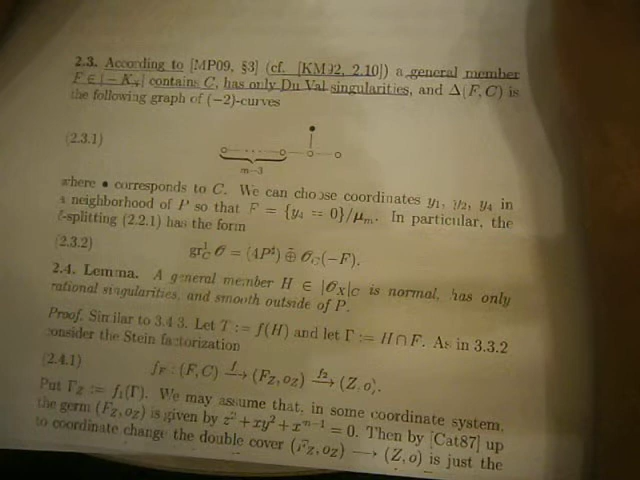 2.3. According to [MP09, §3] (cf. [KM92, 2.10]) a general member
F ∈ |−K_X| contains C, has only Du Val singularities, and Δ(F, C) is
the following graph of (−2)-curves
(2.3.1)
m−3
where • corresponds to C. We can choose coordinates y₁, y₂, y₄ in
a neighborhood of P so that F = {y₄ = 0}/μ_m. In particular, the
ℓ-splitting (2.2.1) has the form
(2.3.2) gr¹_C 𝒪 = (4P♯) ⊕̃ 𝒪_C(−F).
2.4. Lemma. A general member H ∈ |𝒪_X|_C is normal, has only
rational singularities, and smooth outside of P.
Proof. Similar to 3.4.3. Let T := f(H) and let Γ := H ∩ F. As in 3.3.2
consider the Stein factorization
(2.4.1) f_F : (F, C) →^{f₁} (F_Z, o_Z) →^{f₂} (Z, o).
Put Γ_Z := f₁(Γ). We may assume that, in some coordinate system,
the germ (F_Z, o_Z) is given by z² + xy² + x^{m−1} = 0. Then by [Cat87] up
to coordinate change the double cover (F_Z, o_Z) ⟶ (Z, o) is just the